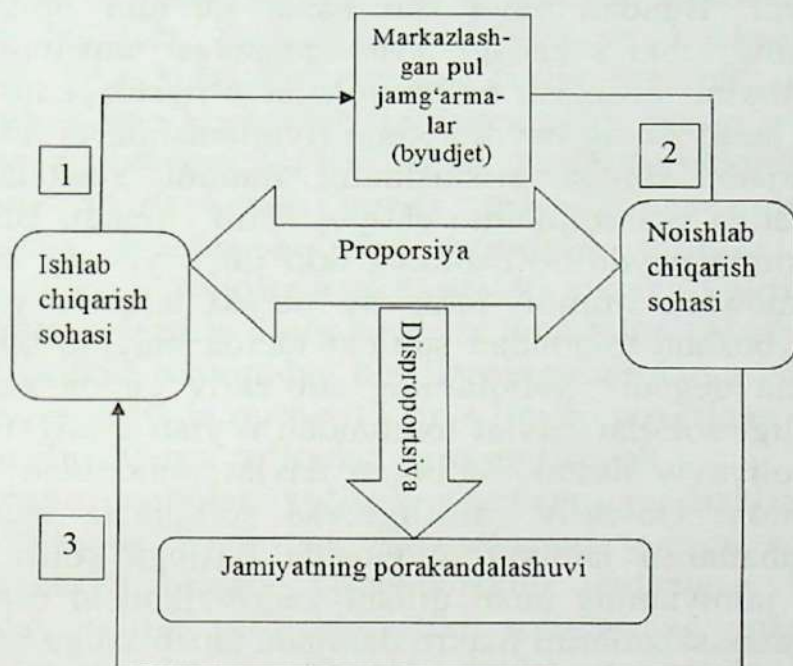 Markazlash-
gan pul
jamg‘arma-
lar
(byudjet)
1
2
Ishlab
chiqarish
sohasi
Proporsiya
Noishlab
chiqarish
sohasi
Disproportsiya
3
Jamiyatning porakandalashuvi